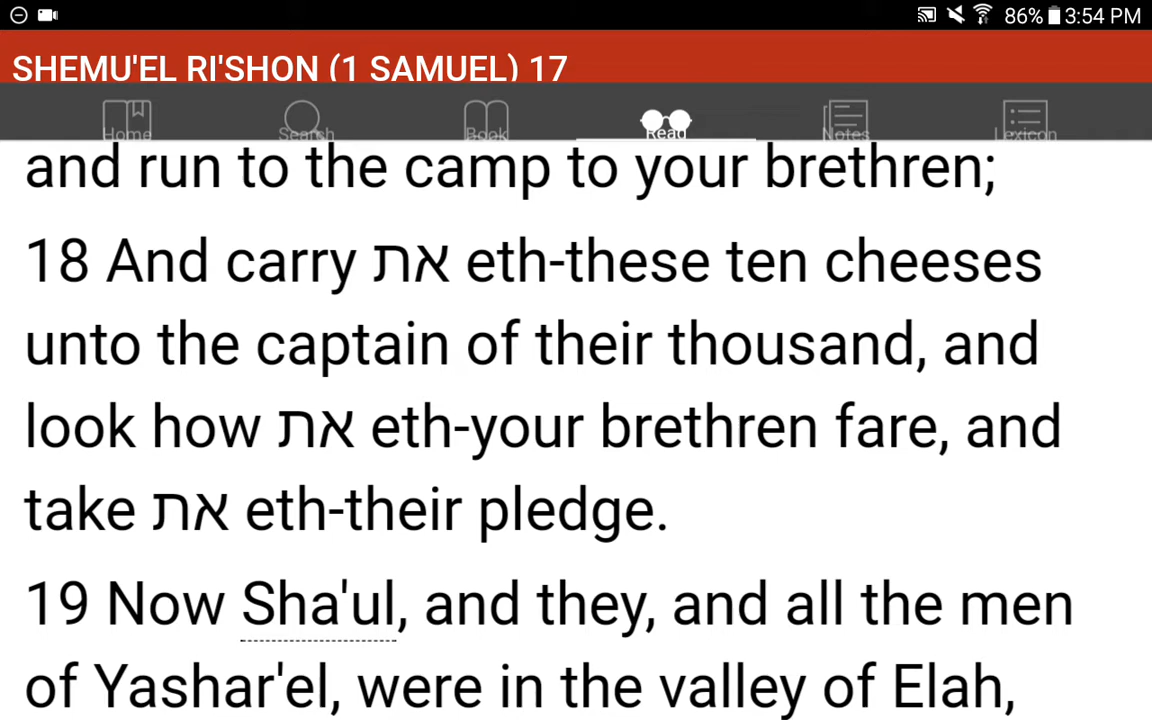 86% 3:54 PM
SHEMU'EL RI'SHON (1 SAMUEL) 17
Home Search Book Read Notes Lexicon
and run to the camp to your brethren;
18 And carry את eth-these ten cheeses
unto the captain of their thousand, and
look how את eth-your brethren fare, and
take את eth-their pledge.
19 Now Sha'ul, and they, and all the men
of Yashar'el, were in the valley of Elah,